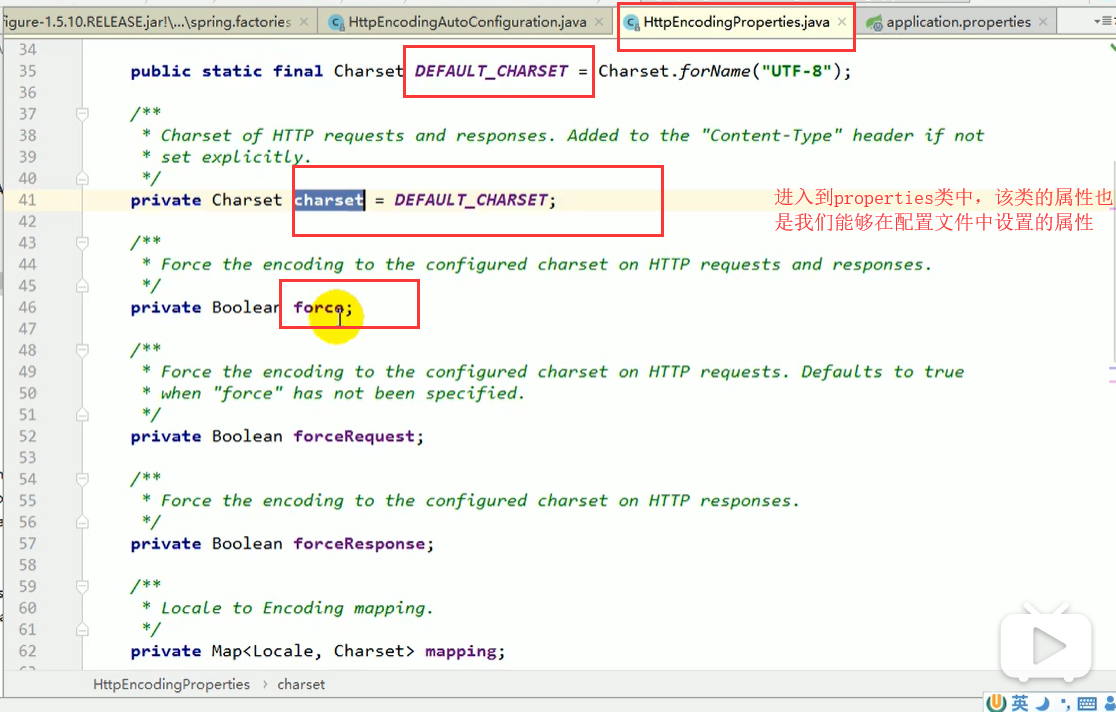 igure-1.5.10.RELEASE.jar!\...\spring.factories HttpEncodingAutoConfiguration.java HttpEncodingProperties.java application.properties
34
35 public static final Charset DEFAULT_CHARSET = Charset.forName("UTF-8");
36
37 /**
38 * Charset of HTTP requests and responses. Added to the "Content-Type" header if not
39 * set explicitly.
40 */
41 private Charset charset = DEFAULT_CHARSET;
进入到properties类中，该类的属性也
是我们能够在配置文件中设置的属性
42
43 /**
44 * Force the encoding to the configured charset on HTTP requests and responses.
45 */
46 private Boolean force;
47
48 /**
49 * Force the encoding to the configured charset on HTTP requests. Defaults to true
50 * when "force" has not been specified.
51 */
52 private Boolean forceRequest;
53
54 /**
55 * Force the encoding to the configured charset on HTTP responses.
56 */
57 private Boolean forceResponse;
58
59 /**
60 * Locale to Encoding mapping.
61 */
62 private Map<Locale, Charset> mapping;
HttpEncodingProperties › charset
英